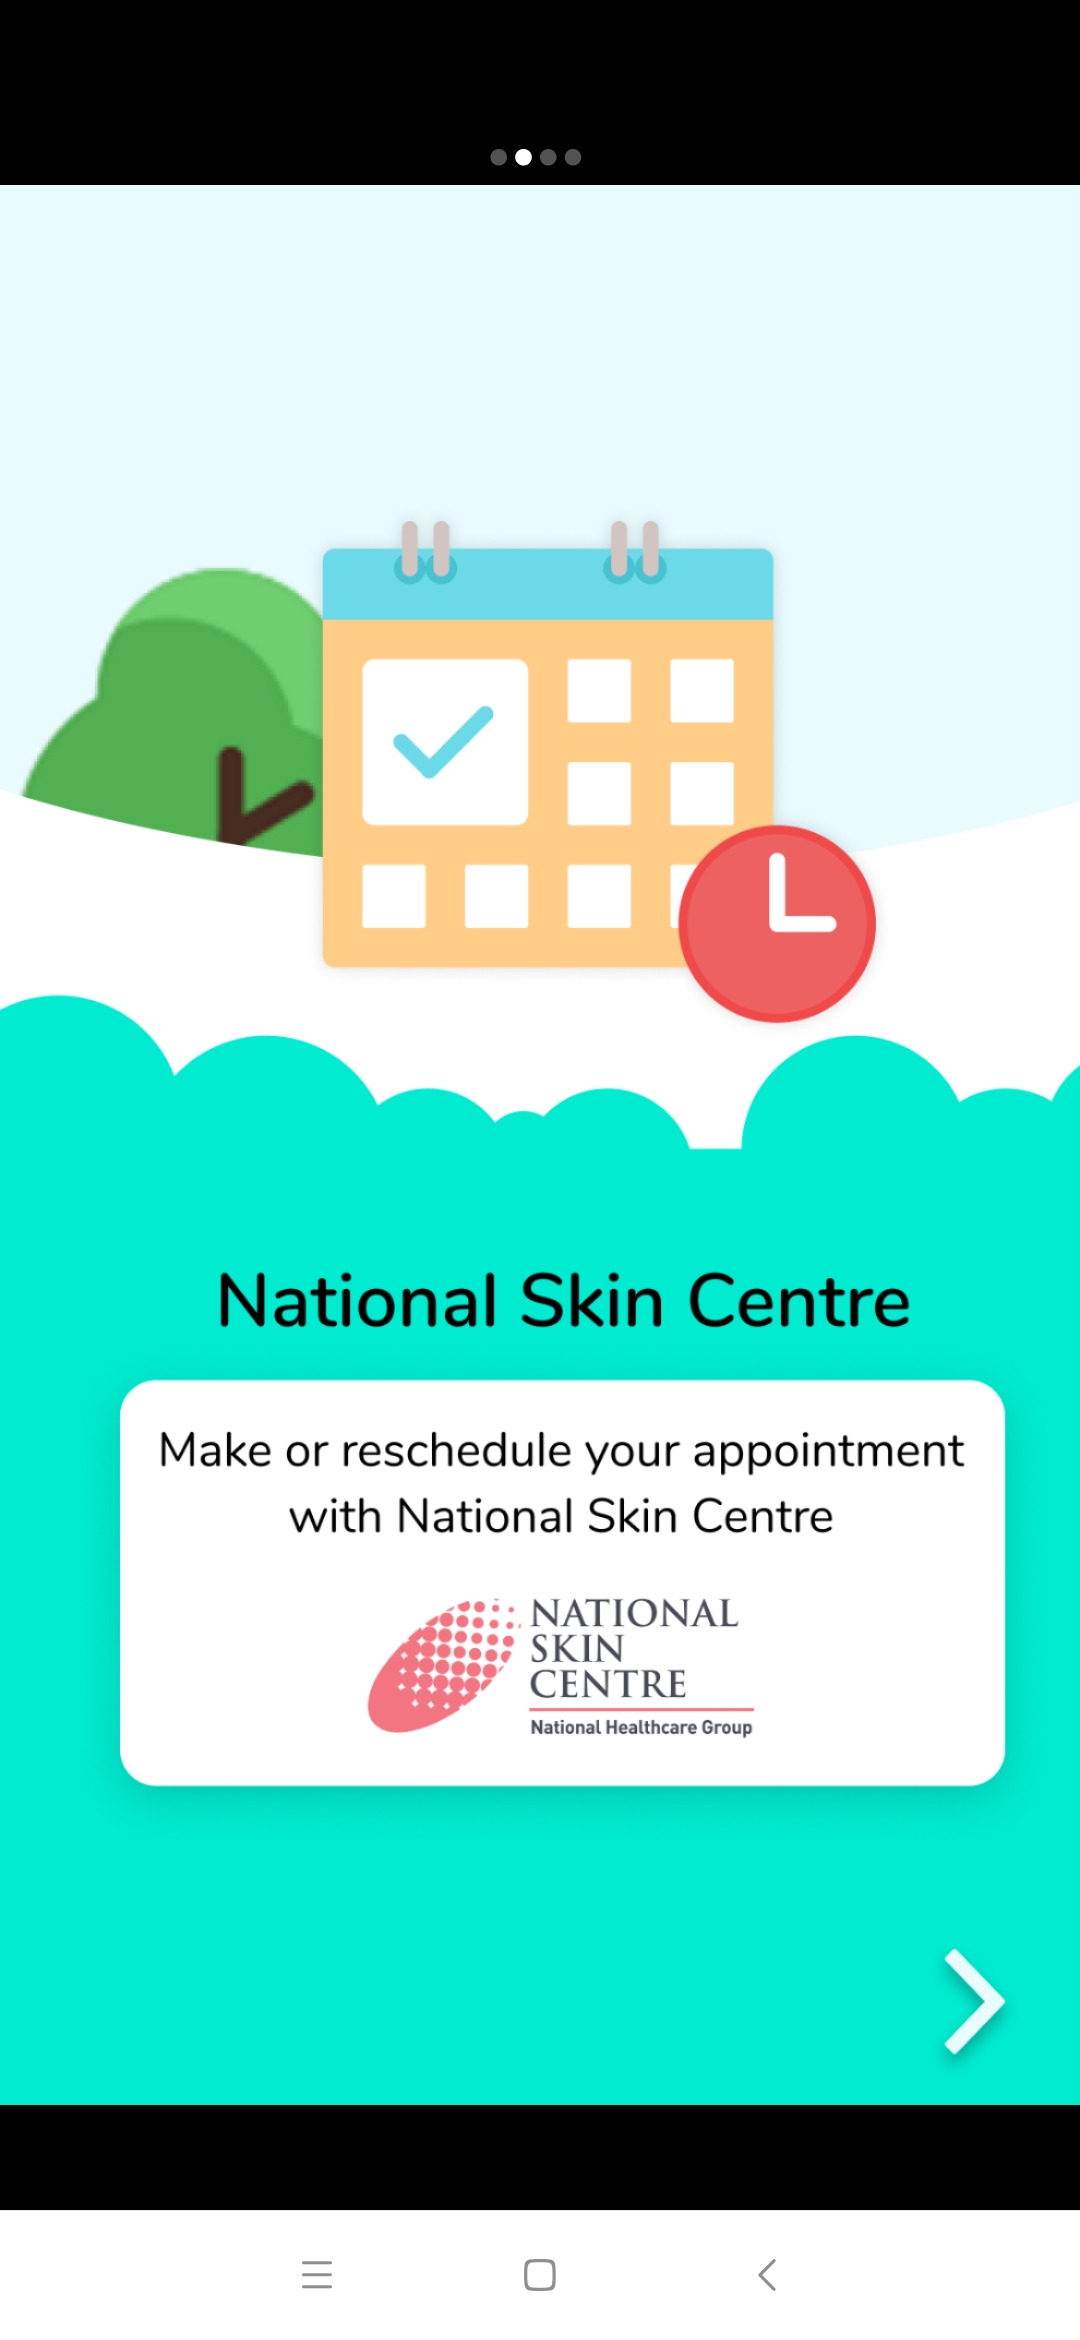 National Skin Centre
Make or reschedule your appointment
with National Skin Centre
NATIONAL
SKIN
CENTRE
National Healthcare Group